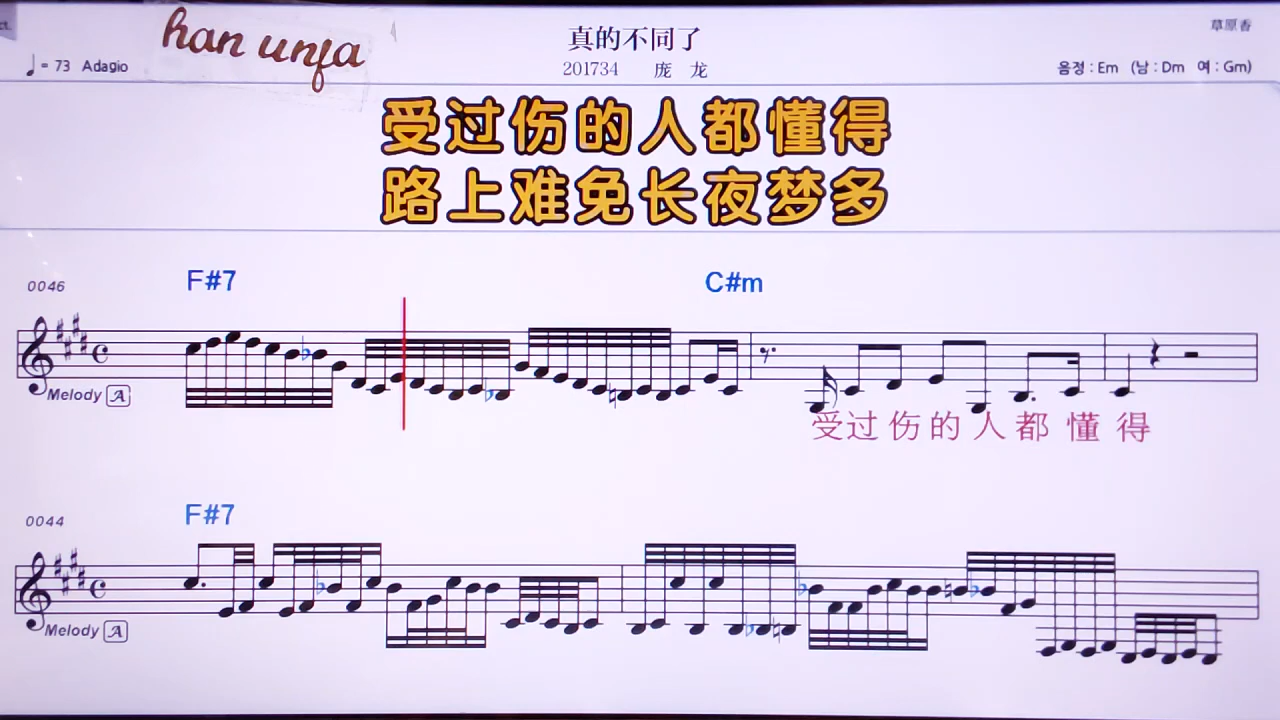 ct.
han unfa
真的不同了
草原香
♩= 73 Adagio
201734 庞 龙
음정 : Em (남 : Dm 여 : Gm)
受过伤的人都懂得
路上难免长夜梦多
0046
F#7
C#m
Melody A
受过伤的人都懂得
0044
F#7
Melody A